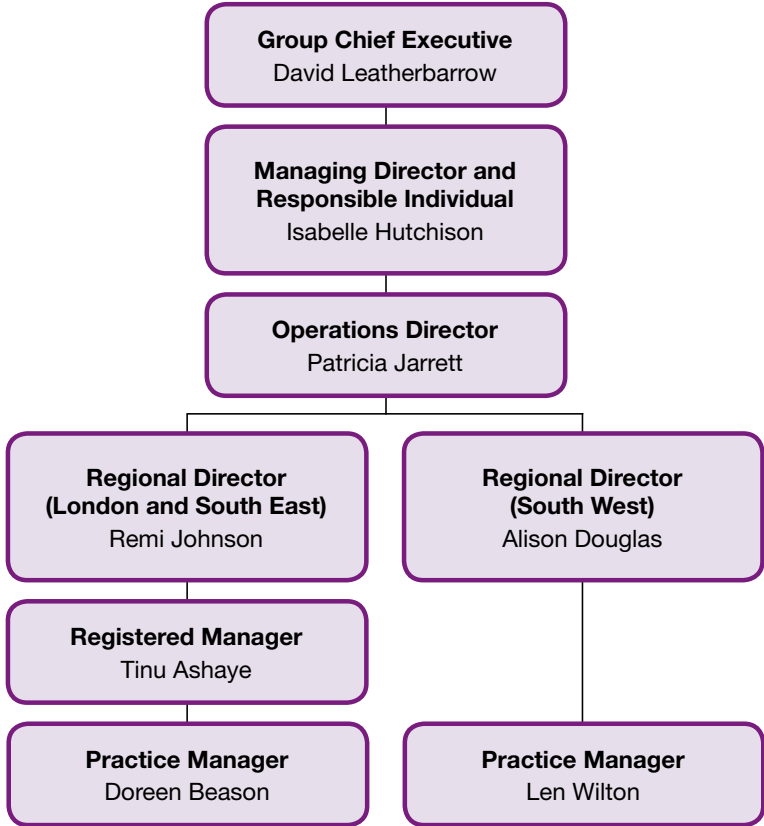 Group Chief Executive
David Leatherbarrow
Managing Director and
Responsible Individual
Isabelle Hutchison
Operations Director
Patricia Jarrett
Regional Director
(London and South East)
Remi Johnson
Regional Director
(South West)
Alison Douglas
Registered Manager
Tinu Ashaye
Practice Manager
Doreen Beason
Practice Manager
Len Wilton